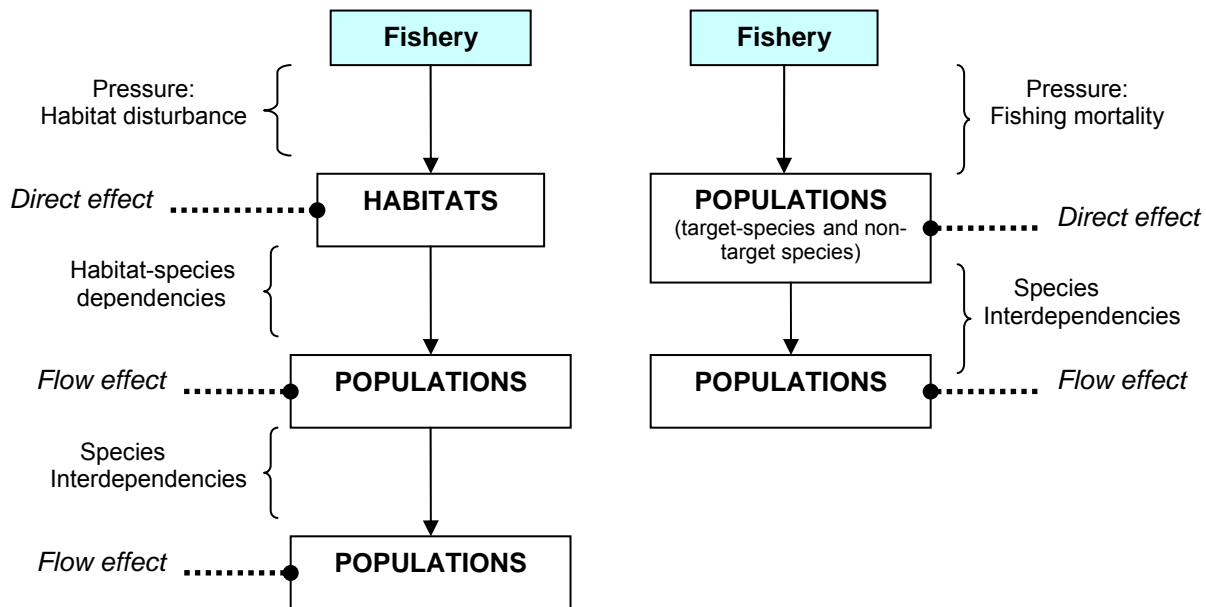 Fishery
Pressure:
Habitat disturbance
HABITATS
Direct effect
Habitat-species
dependencies
POPULATIONS
Flow effect
Species
Interdependencies
POPULATIONS
Flow effect
Fishery
Pressure:
Fishing mortality
POPULATIONS
(target-species and non-
target species)
Direct effect
Species
Interdependencies
POPULATIONS
Flow effect